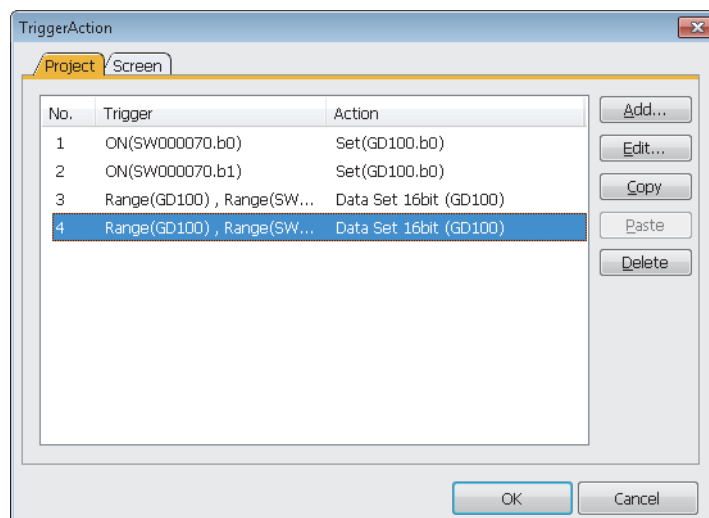 TriggerAction
Project Screen
No. Trigger Action
1 ON(SW000070.b0) Set(GD100.b0)
2 ON(SW000070.b1) Set(GD100.b0)
3 Range(GD100) , Range(SW... Data Set 16bit (GD100)
4 Range(GD100) , Range(SW... Data Set 16bit (GD100)
Add...
Edit...
Copy
Paste
Delete
OK Cancel